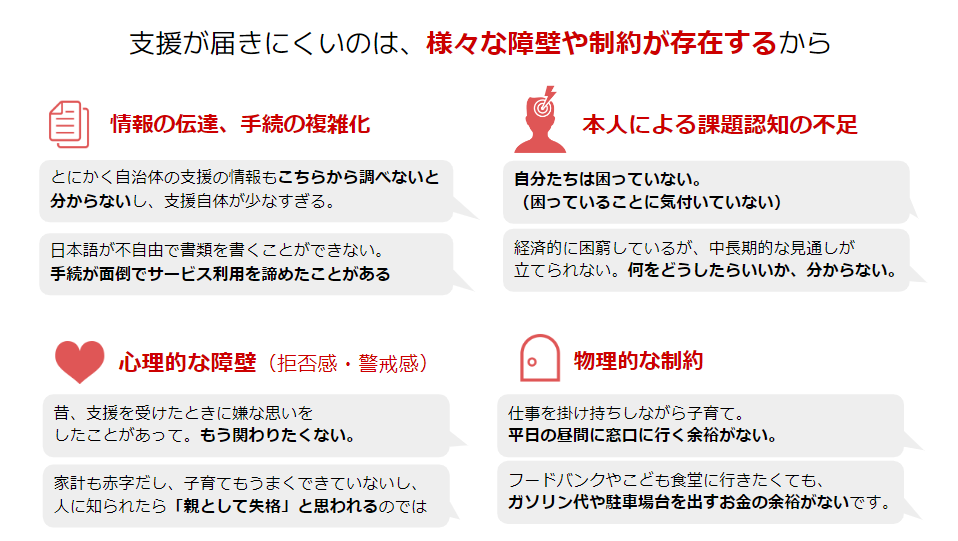 支援が届きにくいのは、様々な障壁や制約が存在するから
情報の伝達、手続の複雑化
とにかく自治体の支援の情報もこちらから調べないと
分からないし、支援自体が少なすぎる。
日本語が不自由で書類を書くことができない。
手続が面倒でサービス利用を諦めたことがある
本人による課題認知の不足
自分たちは困っていない。
（困っていることに気付いていない）
経済的に困窮しているが、中長期的な見通しが
立てられない。何をどうしたらいいか、分からない。
心理的な障壁（拒否感・警戒感）
昔、支援を受けたときに嫌な思いを
したことがあって。もう関わりたくない。
家計も赤字だし、子育てもうまくできていないし、
人に知られたら「親として失格」と思われるのでは
物理的な制約
仕事を掛け持ちしながら子育て。
平日の昼間に窓口に行く余裕がない。
フードバンクやこども食堂に行きたくても、
ガソリン代や駐車場台を出すお金の余裕がないです。